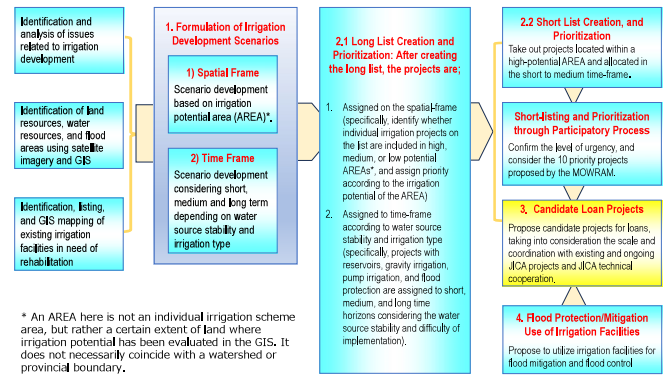 Identification and
analysis of issues
related to irrigation
development
Identification of land
resources, water
resources, and flood
areas using satellite
imagery and GIS
Identification, listing,
and GIS mapping of
existing irrigation
facilities in need of
rehabilitation
1. Formulation of Irrigation
Development Scenarios
1) Spatial Frame
Scenario development
based on irrigation
potential area (AREA)*.
2) Time Frame
Scenario development
considering short,
medium and long term
depending on water
source stability and
irrigation type
* An AREA here is not an individual irrigation scheme
area, but rather a certain extent of land where
irrigation potential has been evaluated in the GIS. It
does not necessarily coincide with a watershed or
provincial boundary.
2.1 Long List Creation and
Prioritization: After creating
the long list, the projects are;
1. Assigned on the spatial-frame
(specifically, identify whether
individual irrigation projects on
the list are included in high,
medium, or low potential
AREAs*, and assign priority
according to the irrigation
potential of the AREA)
2. Assigned to time-frame
according to water source
stability and irrigation type
(specifically, projects with
reservoirs, gravity irrigation,
pump irrigation, and flood
protection are assigned to short,
medium, and long time
horizons considering the water
source stability and difficulty of
implementation).
2.2 Short List Creation, and
Prioritization
Take out projects located within a
high-potential AREA and allocated in
the short to medium time-frame.
Short-listing and Prioritization
through Participatory Process
Confirm the level of urgency, and
consider the 10 priority projects
proposed by the MOWRAM.
3. Candidate Loan Projects
Propose candidate projects for loans,
taking into consideration the scale and
coordination with existing and ongoing
JICA projects and JICA technical
cooperation.
4. Flood Protection/Mitigation
Use of Irrigation Facilities
Propose to utilize irrigation facilities for
flood mitigation and flood control